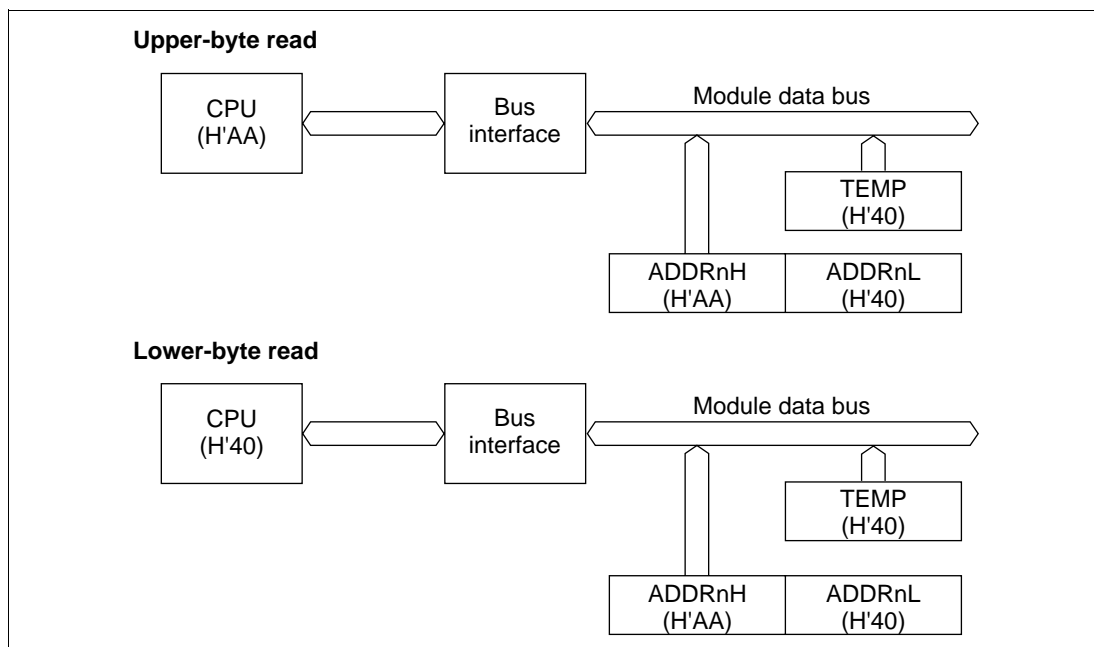 Upper-byte read
CPU
(H'AA)
Bus
interface
Module data bus
TEMP
(H'40)
ADDRnH
(H'AA)
ADDRnL
(H'40)
Lower-byte read
CPU
(H'40)
Bus
interface
Module data bus
TEMP
(H'40)
ADDRnH
(H'AA)
ADDRnL
(H'40)